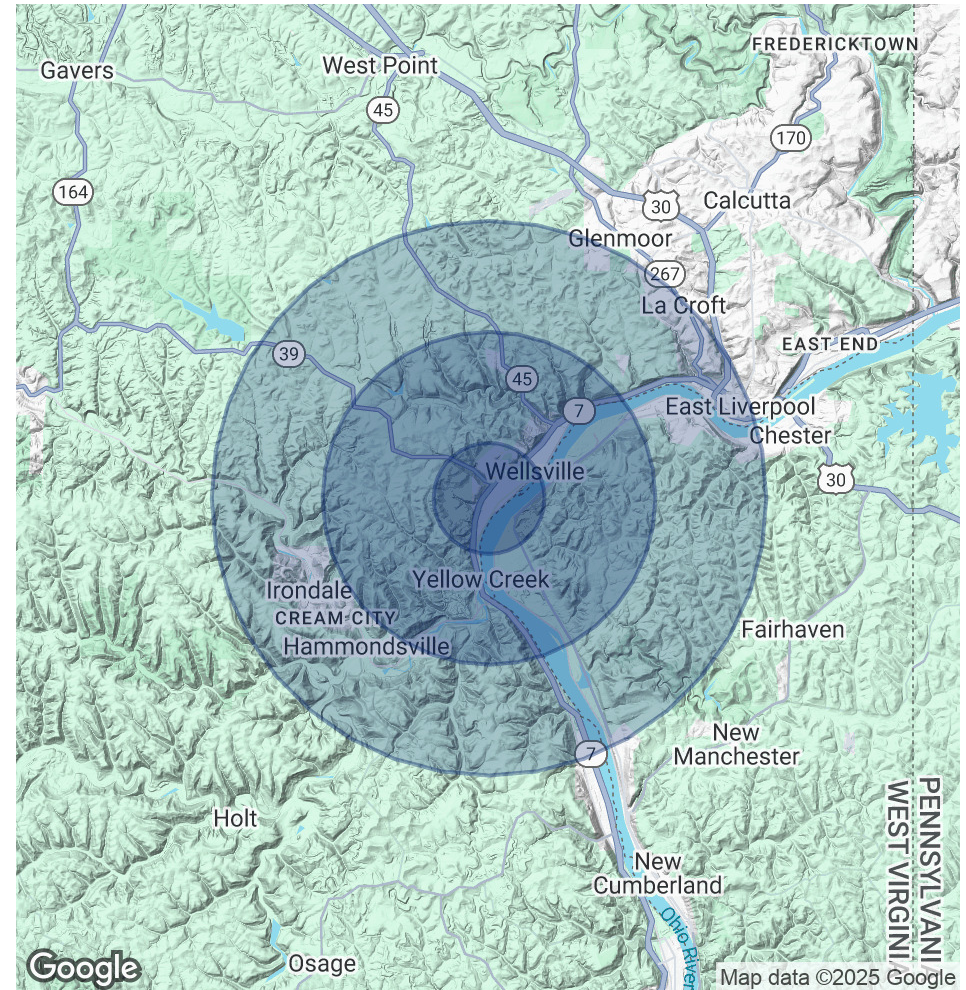 FREDERICKTOWN
Gavers
West Point
45
170
164
Calcutta
30
Glenmoor
267
La Croft
EAST END
39
45
7
East Liverpool
Chester
Wellsville
30
Yellow Creek
Irondale
CREAM CITY
Hammondsville
Fairhaven
New
Manchester
7
PENNSYLVANI
WEST VIRGINI
Holt
New
Cumberland
Ohio River
Osage
Google
Map data ©2025 Google